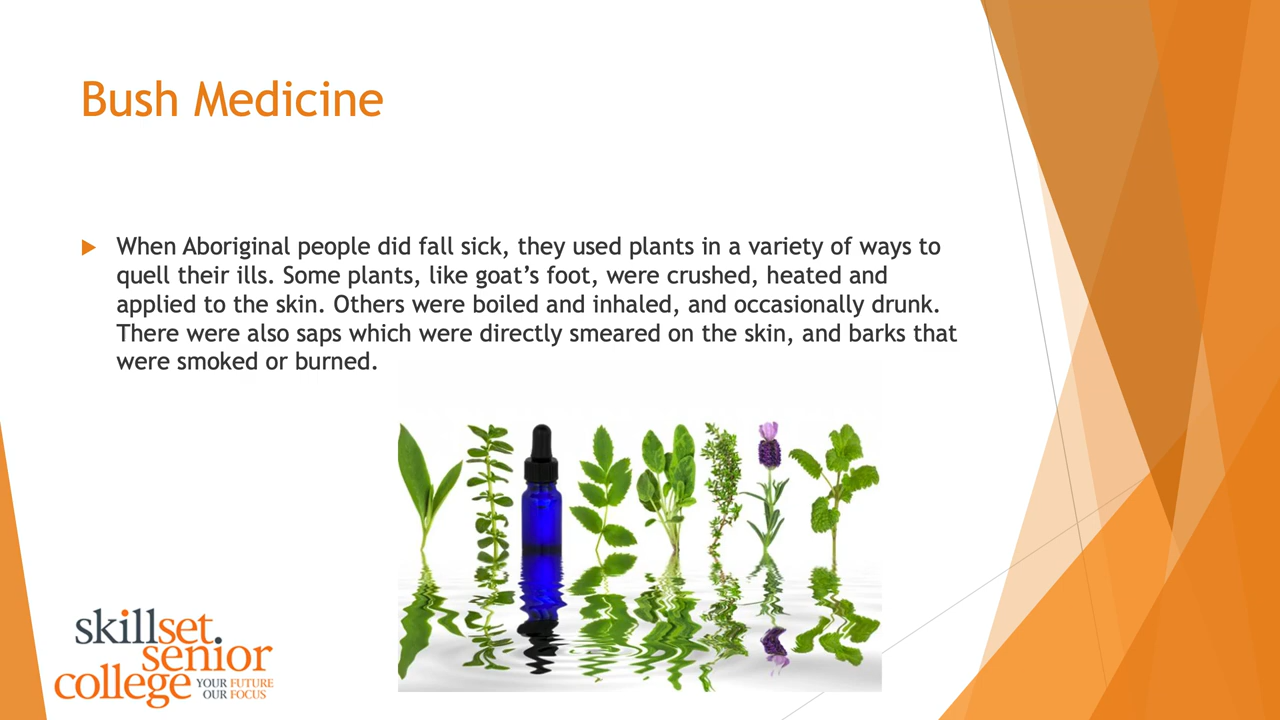 Bush Medicine
When Aboriginal people did fall sick, they used plants in a variety of ways to
quell their ills. Some plants, like goat’s foot, were crushed, heated and
applied to the skin. Others were boiled and inhaled, and occasionally drunk.
There were also saps which were directly smeared on the skin, and barks that
were smoked or burned.
skillset.
senior
college YOUR FUTURE
OUR FOCUS